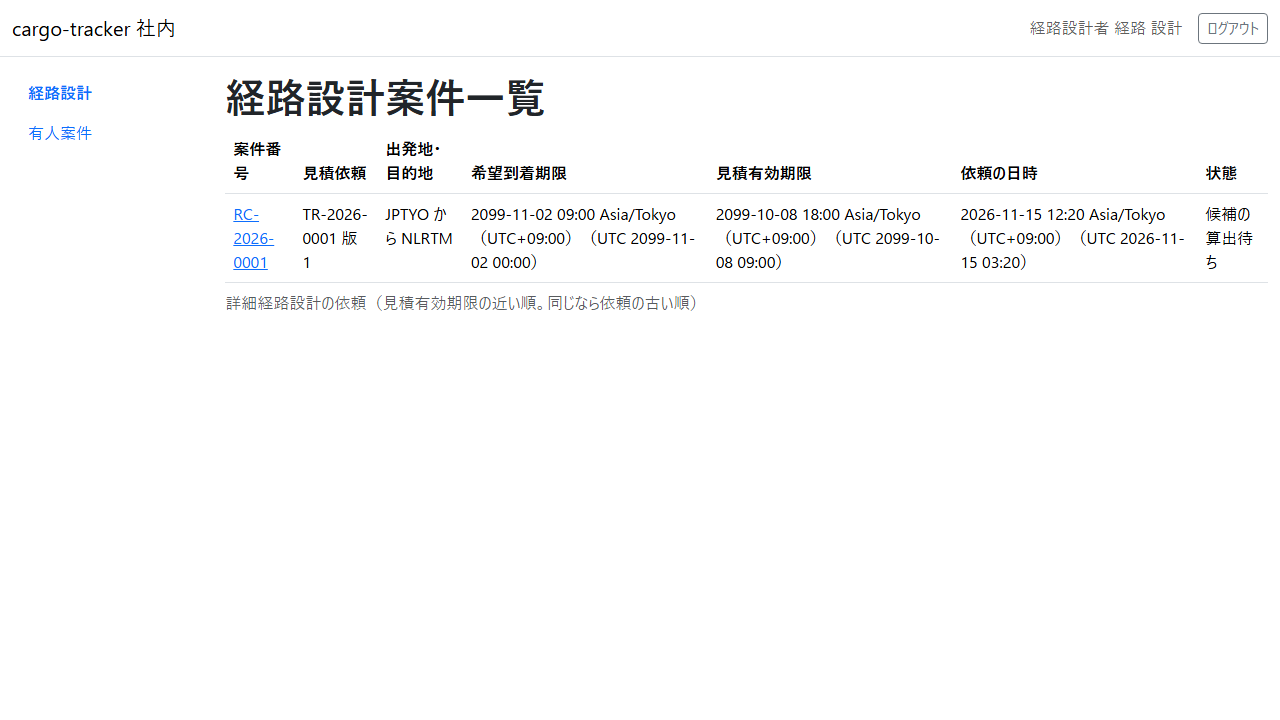 cargo-tracker 社内
経路設計者 経路 設計
ログアウト
経路設計
有人案件
経路設計案件一覧
案件番
号
見積依頼
出発地・
目的地
希望到着期限
見積有効期限
依頼の日時
状態
RC-
2026-
0001
TR-2026-
0001 版
1
JPTYO か
ら NLRTM
2099-11-02 09:00 Asia/Tokyo
（UTC+09:00）（UTC 2099-11-
02 00:00）
2099-10-08 18:00 Asia/Tokyo
（UTC+09:00）（UTC 2099-10-
08 09:00）
2026-11-15 12:20 Asia/Tokyo
（UTC+09:00）（UTC 2026-11-
15 03:20）
候補の
算出待
ち
詳細経路設計の依頼（見積有効期限の近い順。同じなら依頼の古い順）